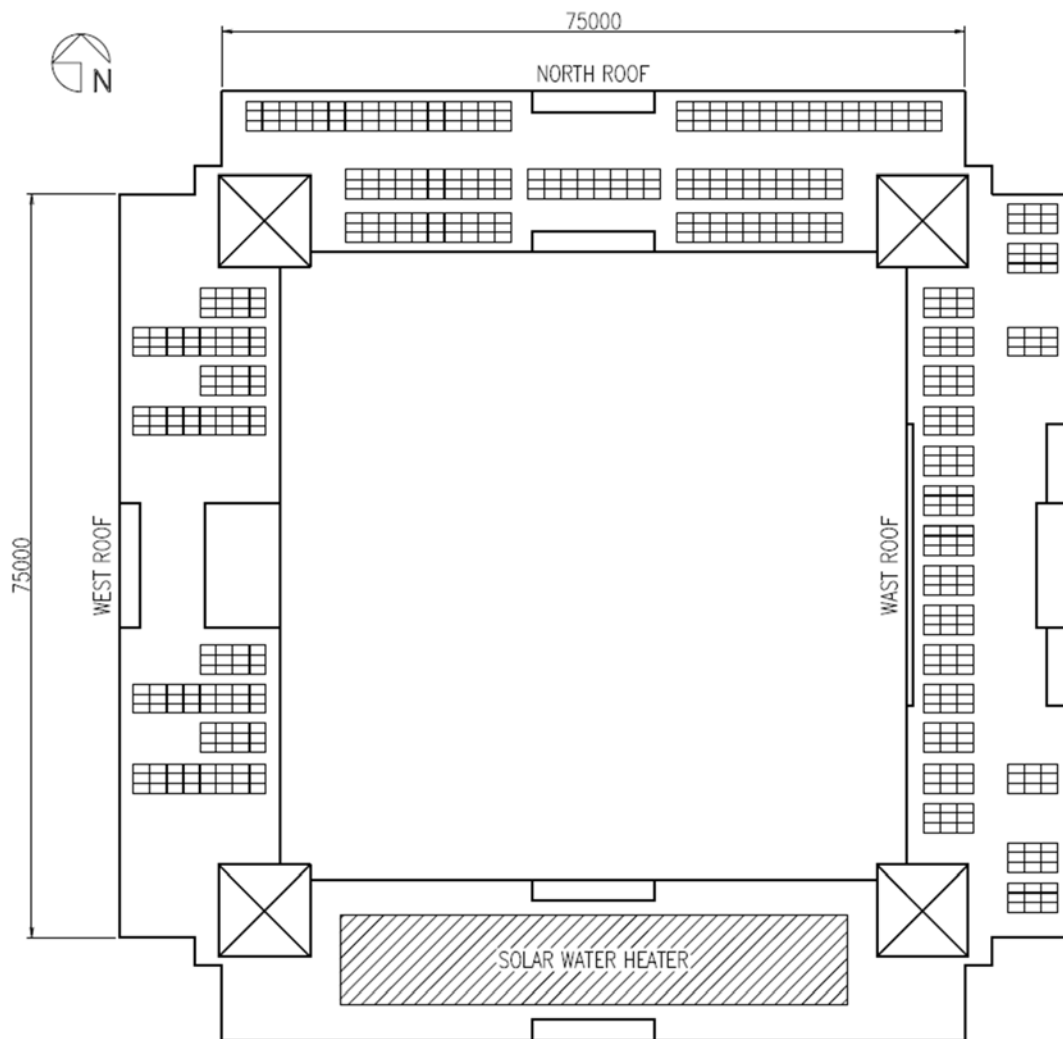 75000
N
NORTH ROOF
75000
WEST ROOF
WAST ROOF
SOLAR WATER HEATER